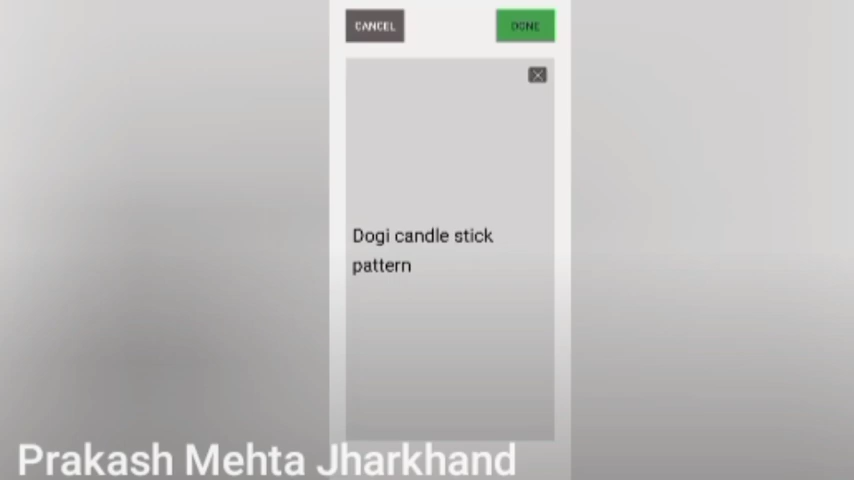 CANCEL
DONE
Dogi candle stick
pattern
Prakash Mehta Jharkhand